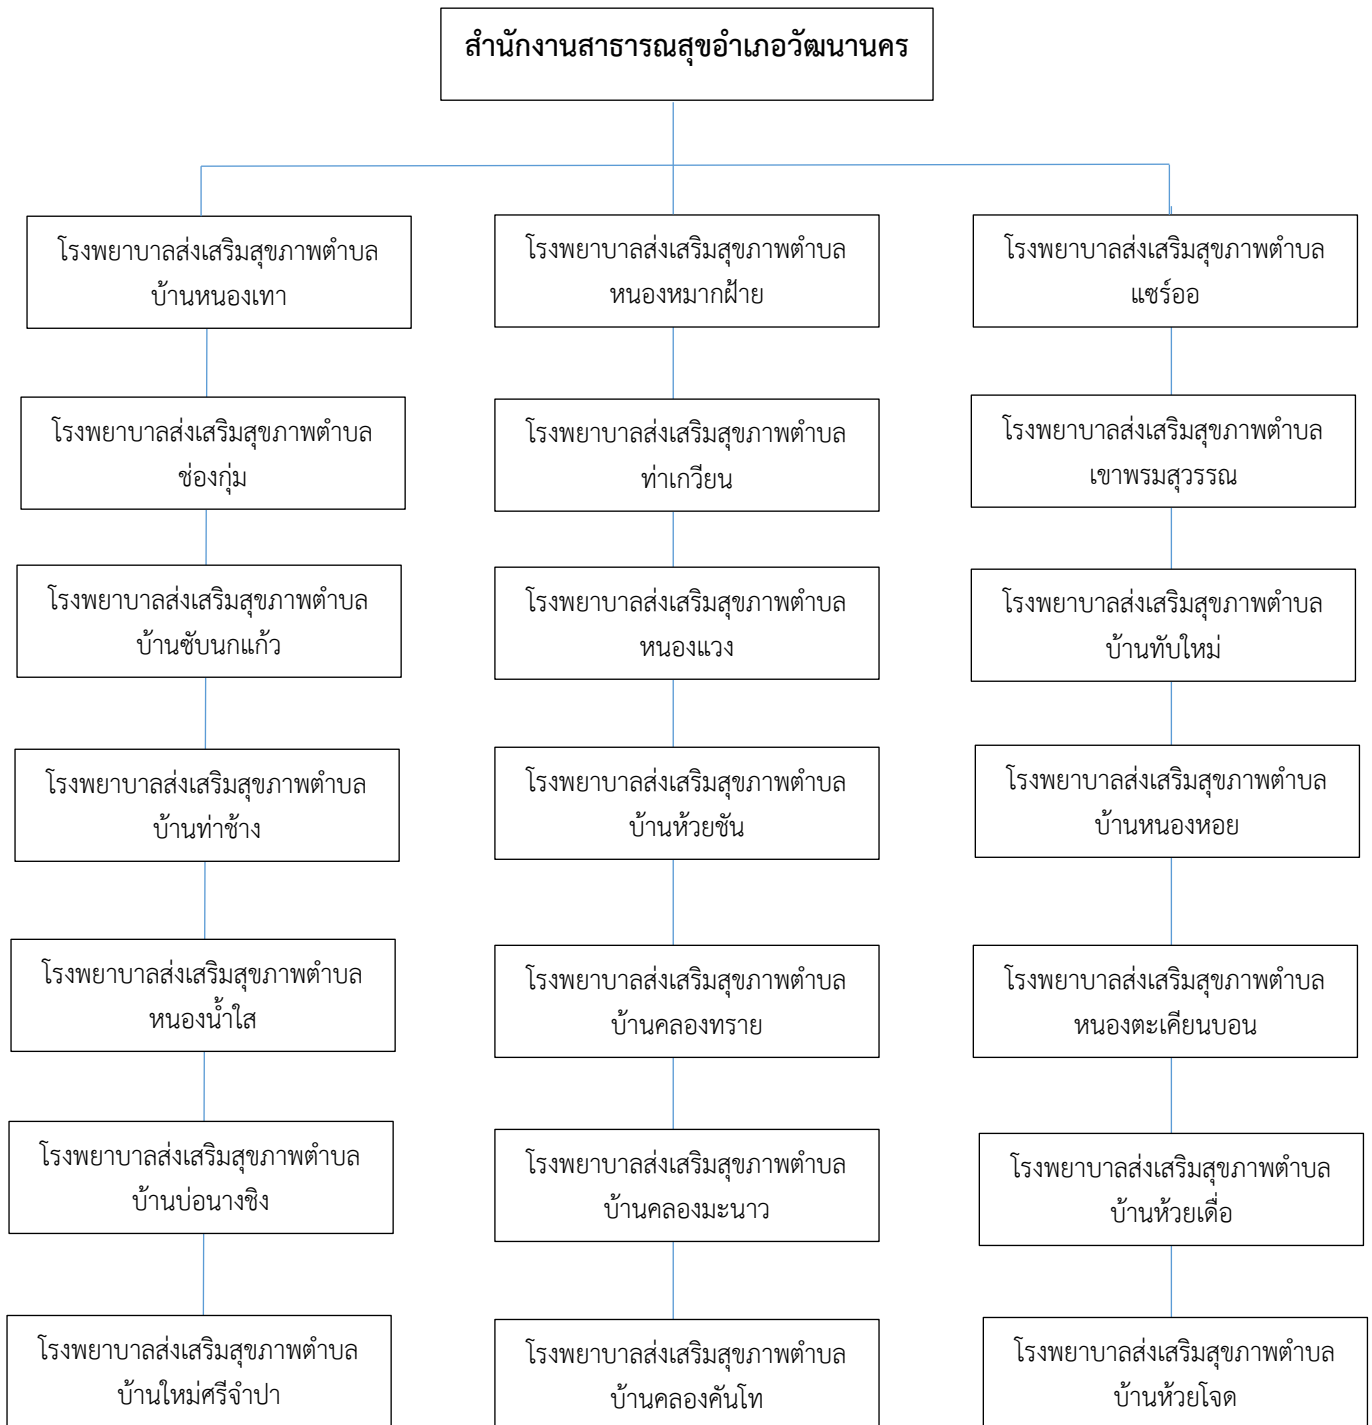 สำนักงานสาธารณสุขอำเภอวัฒนานคร
โรงพยาบาลส่งเสริมสุขภาพตำบล
บ้านหนองเทา
โรงพยาบาลส่งเสริมสุขภาพตำบล
หนองหมากฝ้าย
โรงพยาบาลส่งเสริมสุขภาพตำบล
แซร์ออ
โรงพยาบาลส่งเสริมสุขภาพตำบล
ช่องกุ่ม
โรงพยาบาลส่งเสริมสุขภาพตำบล
ท่าเกวียน
โรงพยาบาลส่งเสริมสุขภาพตำบล
เขาพรมสุวรรณ
โรงพยาบาลส่งเสริมสุขภาพตำบล
บ้านซับนกแก้ว
โรงพยาบาลส่งเสริมสุขภาพตำบล
หนองแวง
โรงพยาบาลส่งเสริมสุขภาพตำบล
บ้านทับใหม่
โรงพยาบาลส่งเสริมสุขภาพตำบล
บ้านท่าช้าง
โรงพยาบาลส่งเสริมสุขภาพตำบล
บ้านห้วยชัน
โรงพยาบาลส่งเสริมสุขภาพตำบล
บ้านหนองหอย
โรงพยาบาลส่งเสริมสุขภาพตำบล
หนองน้ำใส
โรงพยาบาลส่งเสริมสุขภาพตำบล
บ้านคลองทราย
โรงพยาบาลส่งเสริมสุขภาพตำบล
หนองตะเคียนบอน
โรงพยาบาลส่งเสริมสุขภาพตำบล
บ้านบ่อนางชิง
โรงพยาบาลส่งเสริมสุขภาพตำบล
บ้านคลองมะนาว
โรงพยาบาลส่งเสริมสุขภาพตำบล
บ้านห้วยเดื่อ
โรงพยาบาลส่งเสริมสุขภาพตำบล
บ้านใหม่ศรีจำปา
โรงพยาบาลส่งเสริมสุขภาพตำบล
บ้านคลองคันโท
โรงพยาบาลส่งเสริมสุขภาพตำบล
บ้านห้วยโจด